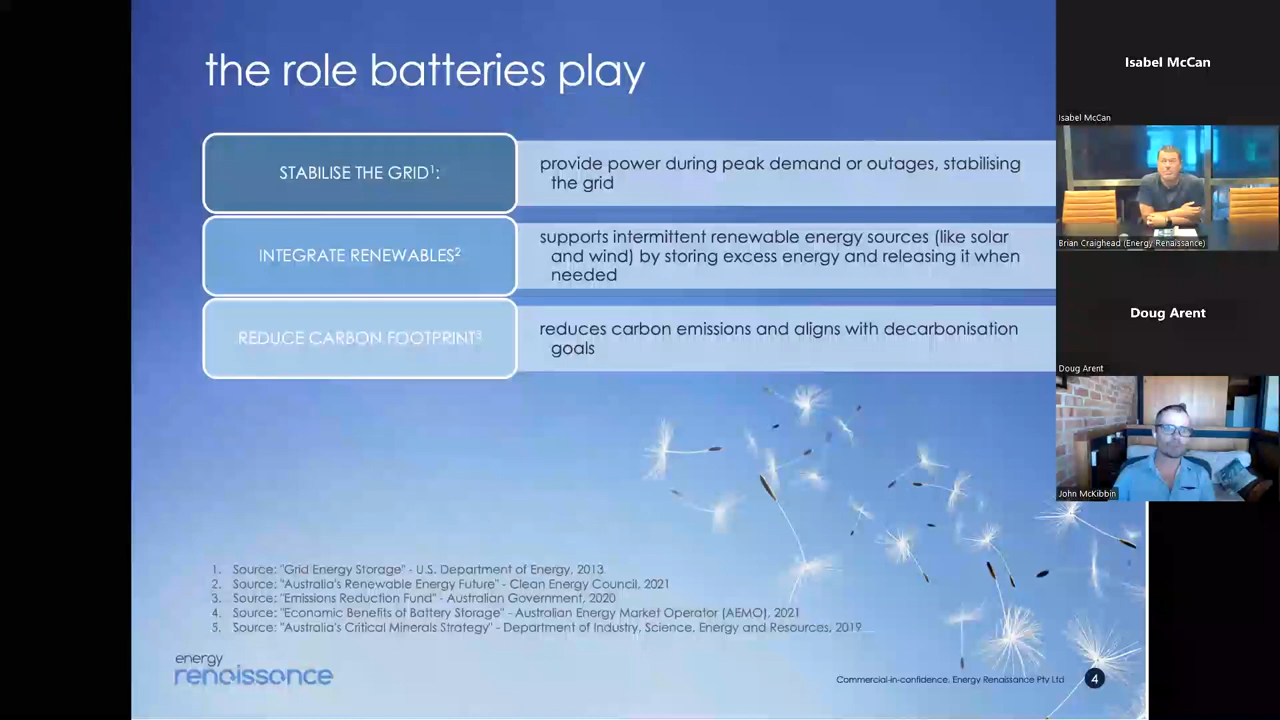 the role batteries play
STABILISE THE GRID1:
provide power during peak demand or outages, stabilising
the grid
INTEGRATE RENEWABLES2
supports intermittent renewable energy sources (like solar
and wind) by storing excess energy and releasing it when
needed
REDUCE CARBON FOOTPRINT3
reduces carbon emissions and aligns with decarbonisation
goals
1. Source: "Grid Energy Storage" - U.S. Department of Energy, 2013
2. Source: "Australia's Renewable Energy Future" - Clean Energy Council, 2021
3. Source: "Emissions Reduction Fund" - Australian Government, 2020
4. Source: "Economic Benefits of Battery Storage" - Australian Energy Market Operator (AEMO), 2021
5. Source: "Australia's Critical Minerals Strategy" - Department of Industry, Science, Energy and Resources, 2019
energy
renaissance
Commercial-in-confidence. Energy Renaissance Pty Ltd
4
Isabel McCan
Isabel McCan
Brian Craighead (Energy Renaissance)
Doug Arent
Doug Arent
John McKibbin